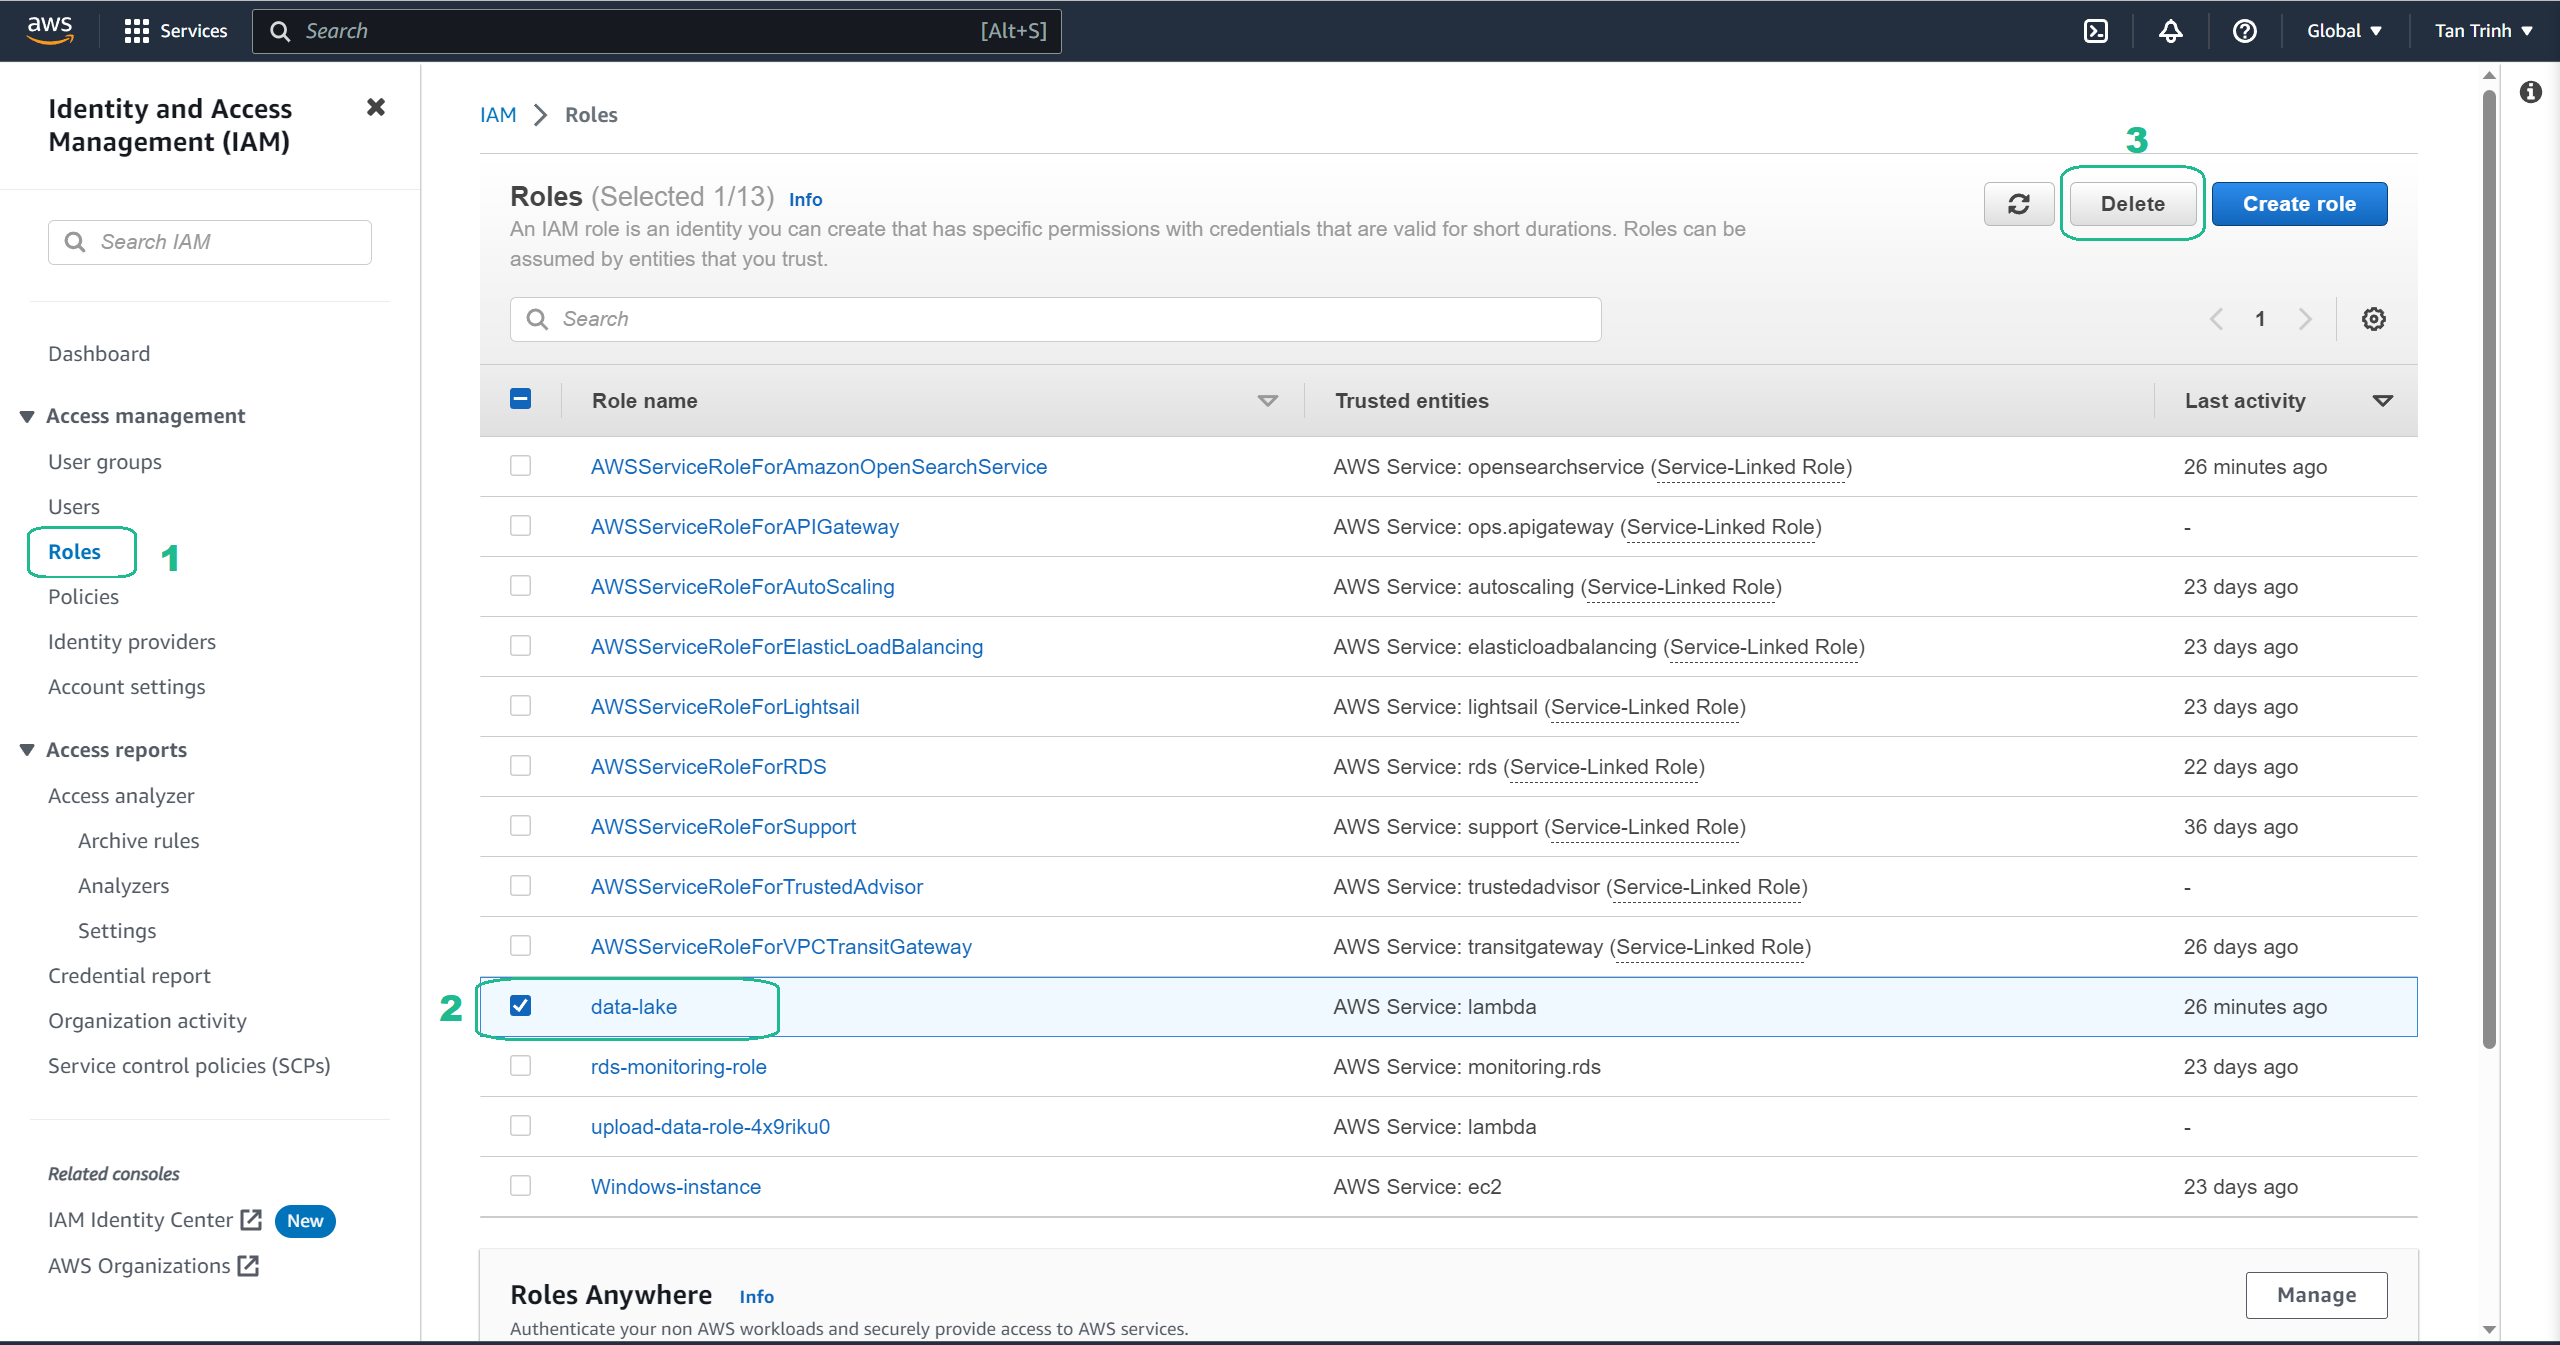 aws
Services
Search [Alt+S]
Global
Tan Trinh
Identity and Access
Management (IAM)
Search IAM
Dashboard
Access management
User groups
Users
Roles 1
Policies
Identity providers
Account settings
Access reports
Access analyzer
Archive rules
Analyzers
Settings
Credential report
Organization activity
Service control policies (SCPs)
Related consoles
IAM Identity Center New
AWS Organizations
IAM > Roles
3
Roles (Selected 1/13) Info
An IAM role is an identity you can create that has specific permissions with credentials that are valid for short durations. Roles can be
assumed by entities that you trust.
Delete
Create role
Search
1
Role name Trusted entities Last activity
AWSServiceRoleForAmazonOpenSearchService AWS Service: opensearchservice (Service-Linked Role) 26 minutes ago
AWSServiceRoleForAPIGateway AWS Service: ops.apigateway (Service-Linked Role) -
AWSServiceRoleForAutoScaling AWS Service: autoscaling (Service-Linked Role) 23 days ago
AWSServiceRoleForElasticLoadBalancing AWS Service: elasticloadbalancing (Service-Linked Role) 23 days ago
AWSServiceRoleForLightsail AWS Service: lightsail (Service-Linked Role) 23 days ago
AWSServiceRoleForRDS AWS Service: rds (Service-Linked Role) 22 days ago
AWSServiceRoleForSupport AWS Service: support (Service-Linked Role) 36 days ago
AWSServiceRoleForTrustedAdvisor AWS Service: trustedadvisor (Service-Linked Role) -
AWSServiceRoleForVPCTransitGateway AWS Service: transitgateway (Service-Linked Role) 26 days ago
2 data-lake AWS Service: lambda 26 minutes ago
rds-monitoring-role AWS Service: monitoring.rds 23 days ago
upload-data-role-4x9riku0 AWS Service: lambda -
Windows-instance AWS Service: ec2 23 days ago
Roles Anywhere Info
Manage
Authenticate your non AWS workloads and securely provide access to AWS services.